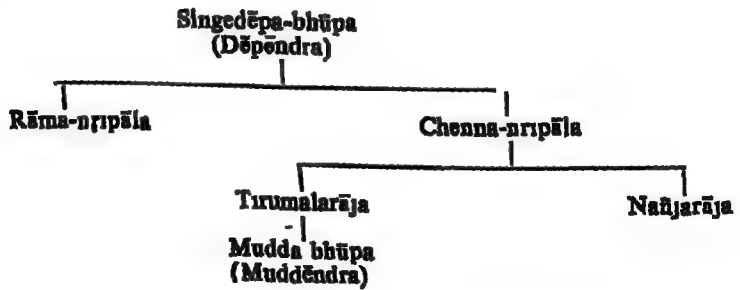 Singedēpa-bhūpa
(Dēpēndra)
Rāma-nṛipāla Chenna-nṛipāla
Tirumalarāja Nañjarāja
Mudda bhūpa
(Muddēndra)